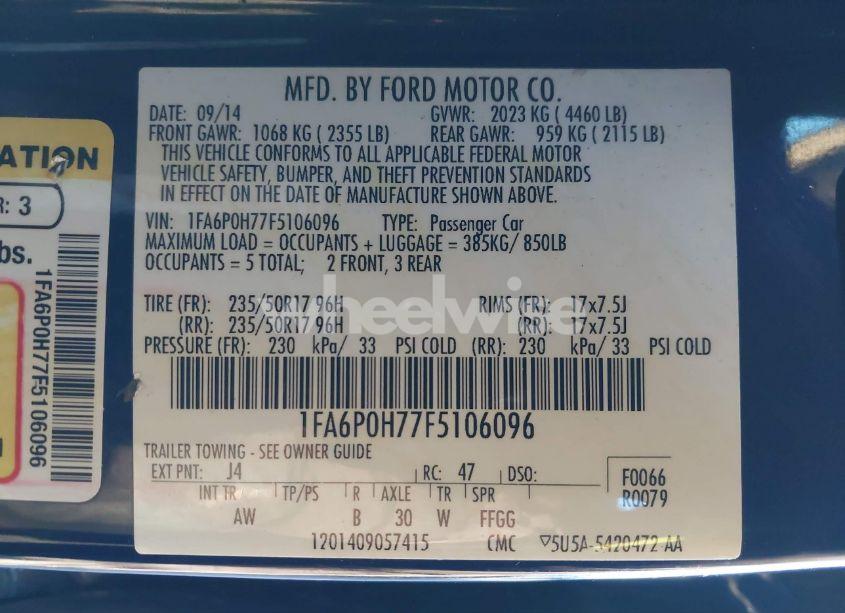 MFD. BY FORD MOTOR CO.
DATE: 09/14 GVWR: 2023 KG ( 4460 LB)
FRONT GAWR: 1068 KG ( 2355 LB) REAR GAWR: 959 KG ( 2115 LB)
THIS VEHICLE CONFORMS TO ALL APPLICABLE FEDERAL MOTOR
VEHICLE SAFETY, BUMPER, AND THEFT PREVENTION STANDARDS
IN EFFECT ON THE DATE OF MANUFACTURE SHOWN ABOVE.
VIN: 1FA6P0H77F5106096 TYPE: Passenger Car
MAXIMUM LOAD = OCCUPANTS + LUGGAGE = 385KG/ 850LB
OCCUPANTS = 5 TOTAL; 2 FRONT, 3 REAR
TIRE (FR): 235/50R17 96H RIMS (FR): 17x7.5J
(RR): 235/50R17 96H (RR): 17x7.5J
PRESSURE (FR): 230 kPa/ 33 PSI COLD (RR): 230 kPa/ 33 PSI COLD
1FA6P0H77F5106096
TRAILER TOWING - SEE OWNER GUIDE
EXT PNT: J4 RC: 47 DSO: F0066
R0079
INT TR TP/PS R AXLE TR SPR
AW B 30 W FFGG
1201409057415 CMC ▽5U5A-5420472-AA
ATION
R: 3
bs.
1FA6P0H77F5106096
wheelwire